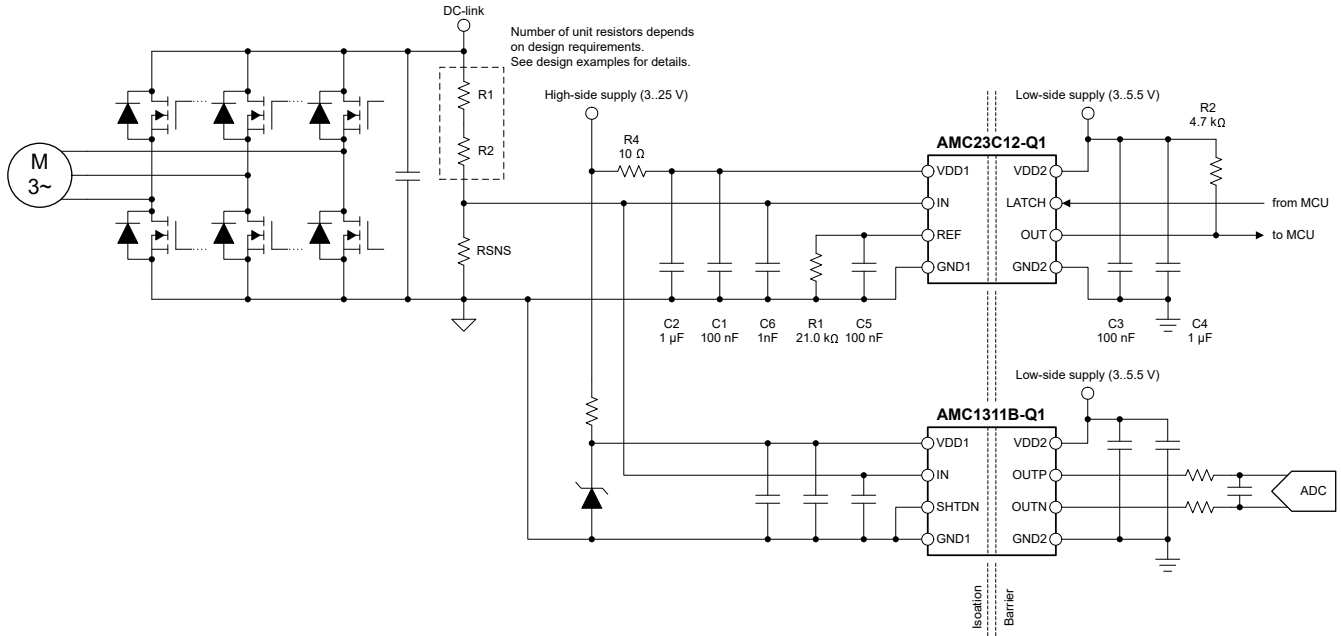 DC-link
Number of unit resistors depends
on design requirements.
See design examples for details.
R1
R2
RSNS
M
3~
High-side supply (3..25 V)
R4
10 Ω
Low-side supply (3..5.5 V)
R2
4.7 kΩ
AMC23C12-Q1
VDD1
IN
REF
GND1
VDD2
LATCH
OUT
GND2
from MCU
to MCU
C2
1 µF
C1
100 nF
C6
1nF
R1
21.0 kΩ
C5
100 nF
C3
100 nF
C4
1 µF
Low-side supply (3..5.5 V)
AMC1311B-Q1
VDD1
IN
SHTDN
GND1
VDD2
OUTP
OUTN
GND2
ADC
Isoation
Barrier